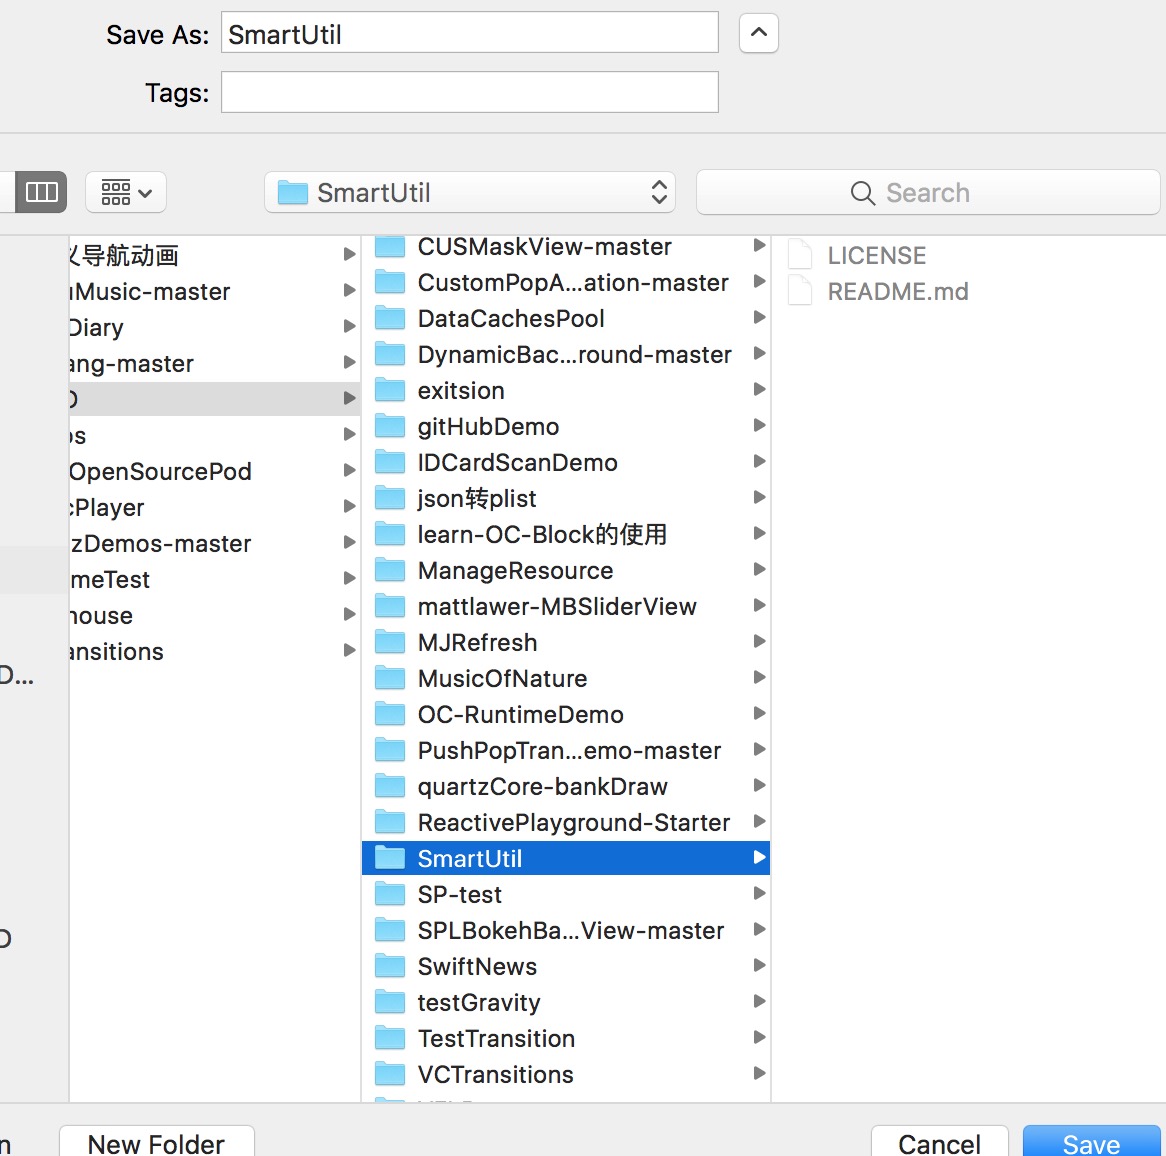 Save As: SmartUtil
Tags:
SmartUtil
Search
义导航动画
uMusic-master
Diary
ang-master
os
OpenSourcePod
cPlayer
zDemos-master
meTest
house
ansitions
D...
D
CUSMaskView-master
CustomPopA...ation-master
DataCachesPool
DynamicBac...round-master
exitsion
gitHubDemo
IDCardScanDemo
json转plist
learn-OC-Block的使用
ManageResource
mattlawer-MBSliderView
MJRefresh
MusicOfNature
OC-RuntimeDemo
PushPopTran...emo-master
quartzCore-bankDraw
ReactivePlayground-Starter
SmartUtil
SP-test
SPLBokehBa...View-master
SwiftNews
testGravity
TestTransition
VCTransitions
LICENSE
README.md
n
New Folder
Cancel
Save